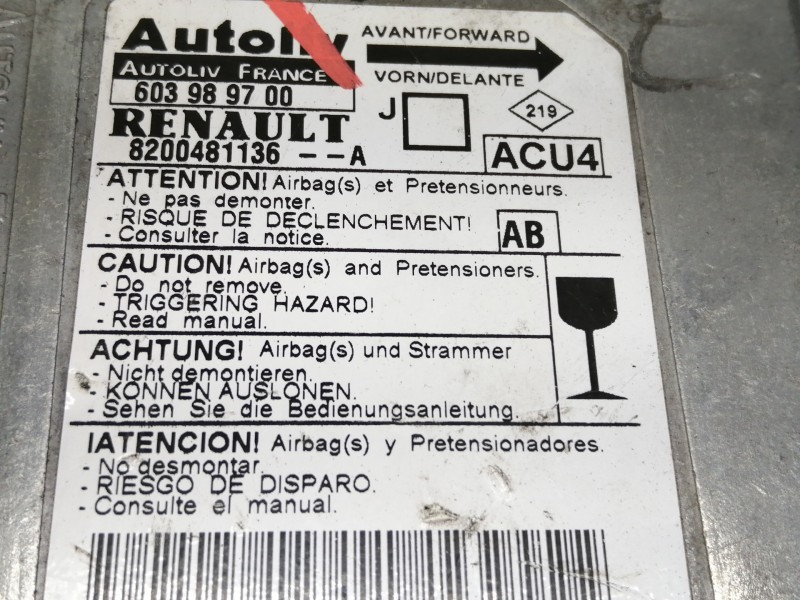 Autoliv
AVANT/FORWARD
AUTOLIV FRANCE
VORN/DELANTE
603 98 97 00
J
219
RENAULT
8200481136 --A
ACU4
ATTENTION! Airbag(s) et Pretensionneurs.
- Ne pas demonter.
- RISQUE DE DECLENCHEMENT!
- Consulter la notice.
AB
CAUTION! Airbag(s) and Pretensioners.
- Do not remove.
- TRIGGERING HAZARD!
- Read manual.
ACHTUNG! Airbag(s) und Strammer
- Nicht demontieren.
- KONNEN AUSLONEN.
- Sehen Sie die Bedienungsanleitung.
IATENCION! Airbag(s) y Pretensionadores.
- No desmontar.
- RIESGO DE DISPARO.
- Consulte el manual.